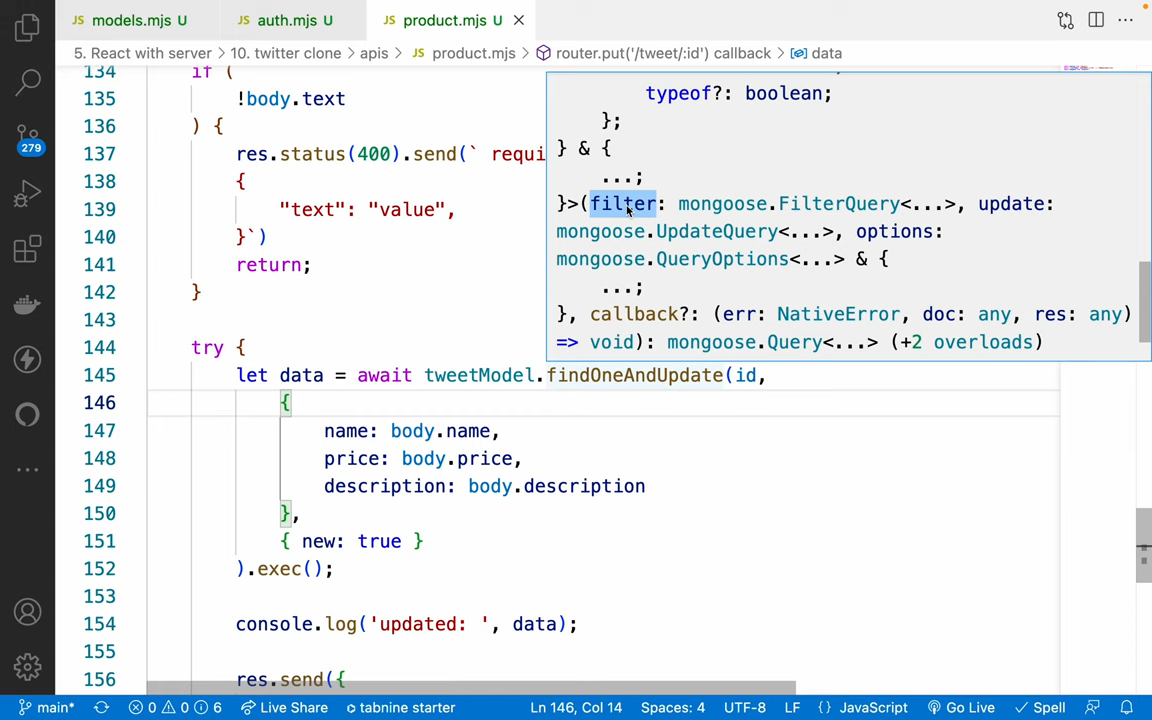 models.mjs U
auth.mjs U
product.mjs U
5. React with server > 10. twitter clone > apis > product.mjs > router.put('/tweet/:id') callback > data
134 if (
135 !body.text
136 ) {
137 res.status(400).send(` requi
138 {
139 "text": "value",
140 }`)
141 return;
142 }
143
144 try {
145 let data = await tweetModel.findOneAndUpdate(id,
146 {
147 name: body.name,
148 price: body.price,
149 description: body.description
150 },
151 { new: true }
152 ).exec();
153
154 console.log('updated: ', data);
155
156 res.send({
typeof?: boolean;
};
} & {
...;
}>(filter: mongoose.FilterQuery<...>, update:
mongoose.UpdateQuery<...>, options:
mongoose.QueryOptions<...> & {
...;
}, callback?: (err: NativeError, doc: any, res: any)
=> void): mongoose.Query<...> (+2 overloads)
279
main* 0 0 6 Live Share tabnine starter Ln 146, Col 14 Spaces: 4 UTF-8 LF {} JavaScript Go Live Spell